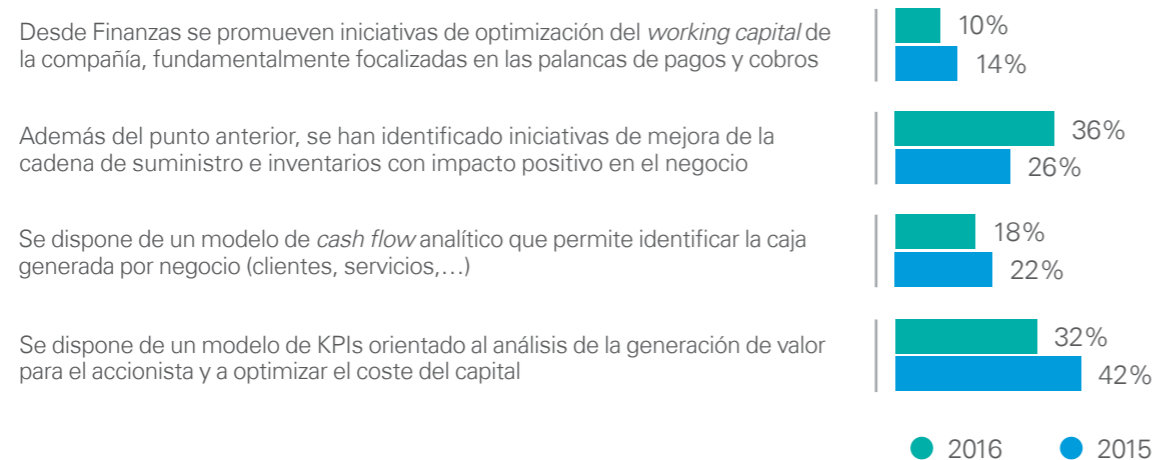 Desde Finanzas se promueven iniciativas de optimización del working capital de
la compañía, fundamentalmente focalizadas en las palancas de pagos y cobros
10%
14%
Además del punto anterior, se han identificado iniciativas de mejora de la
cadena de suministro e inventarios con impacto positivo en el negocio
36%
26%
Se dispone de un modelo de cash flow analítico que permite identificar la caja
generada por negocio (clientes, servicios,…)
18%
22%
Se dispone de un modelo de KPIs orientado al análisis de la generación de valor
para el accionista y a optimizar el coste del capital
32%
42%
2016 2015